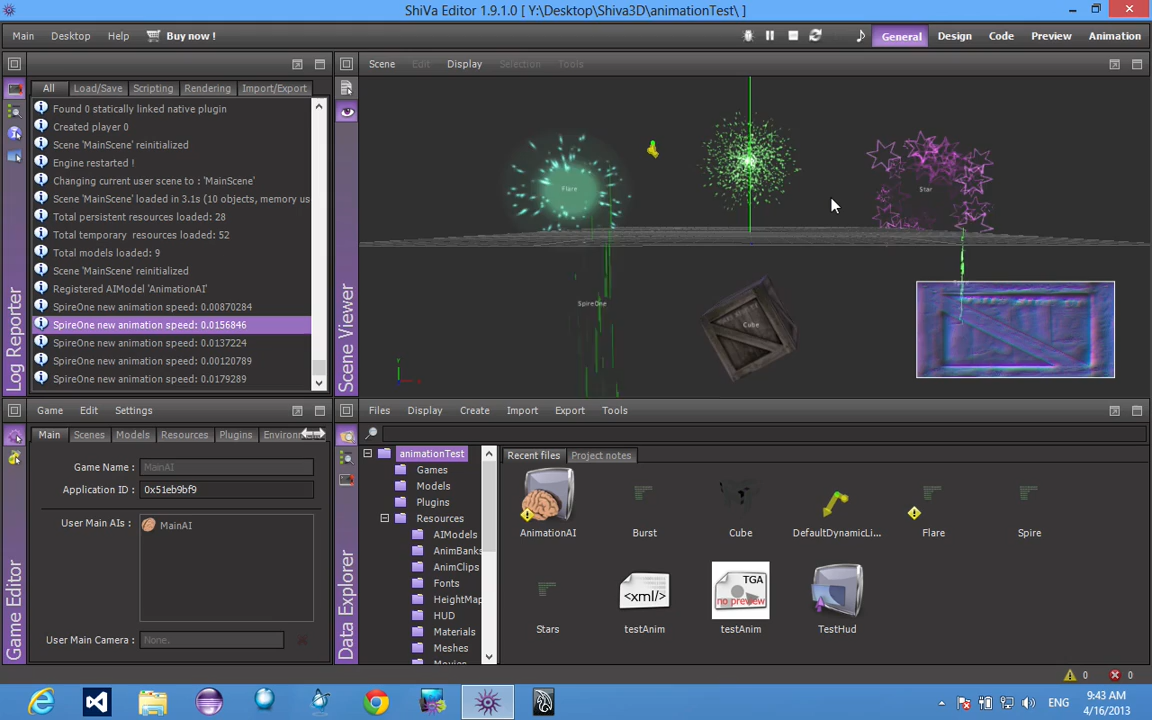 ShiVa Editor 1.9.1.0 [ Y:\Desktop\Shiva3D\animationTest\ ]
Main Desktop Help Buy now ! General Design Code Preview Animation
Log Reporter
All Load/Save Scripting Rendering Import/Export
Found 0 statically linked native plugin
Created player 0
Scene 'MainScene' reinitialized
Engine restarted !
Changing current user scene to : 'MainScene'
Scene 'MainScene' loaded in 3.1s (10 objects, memory us
Total persistent resources loaded: 28
Total temporary resources loaded: 52
Total models loaded: 9
Scene 'MainScene' reinitialized
Registered AIModel 'AnimationAI'
SpireOne new animation speed: 0.00870284
SpireOne new animation speed: 0.0156846
SpireOne new animation speed: 0.0137224
SpireOne new animation speed: 0.00120789
SpireOne new animation speed: 0.0179289
Scene Viewer
Scene Edit Display Selection Tools
Flare
Star
SpireOne
Cube
Game Editor
Game Edit Settings
Main Scenes Models Resources Plugins
Game Name : MainAI
Application ID : 0x51eb9bf9
User Main AIs : MainAI
User Main Camera : None.
Data Explorer
Files Display Create Import Export Tools
animationTest
Games
Models
Plugins
Resources
AIModels
AnimBanks
AnimClips
Fonts
HeightMap
HUD
Materials
Meshes
Movies
Recent files Project notes
AnimationAI Burst Cube DefaultDynamicLi... Flare Spire
<xml/>
TGA
no preview
Stars testAnim testAnim TestHud
0 0
ENG
9:43 AM
4/16/2013